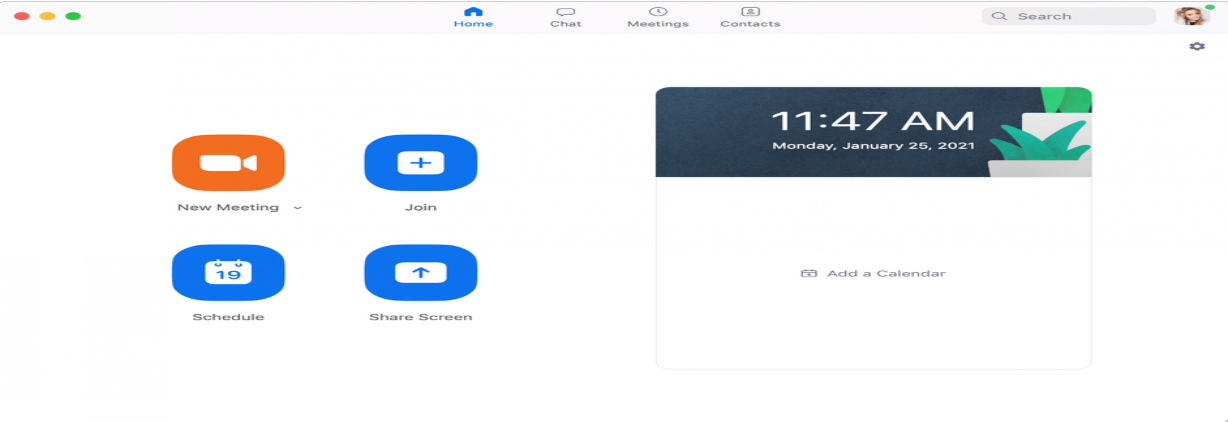 Home
Chat
Meetings
Contacts
Search
11:47 AM
Monday, January 25, 2021
New Meeting
Join
19
Add a Calendar
Schedule
Share Screen